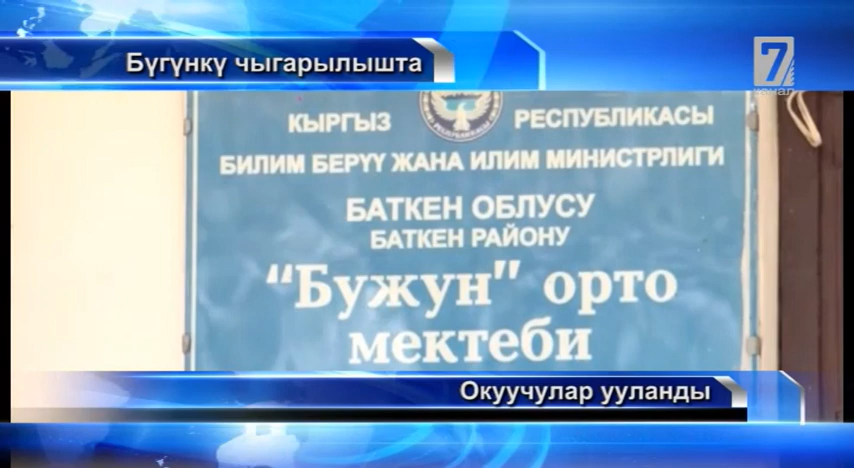 Бүгүнкү чыгарылышта
7
канал
КЫРГЫЗ РЕСПУБЛИКАСЫ
БИЛИМ БЕРҮҮ ЖАНА ИЛИМ МИНИСТРЛИГИ
БАТКЕН ОБЛУСУ
БАТКЕН РАЙОНУ
“Бужун” орто
мектеби
Окуучулар ууланды